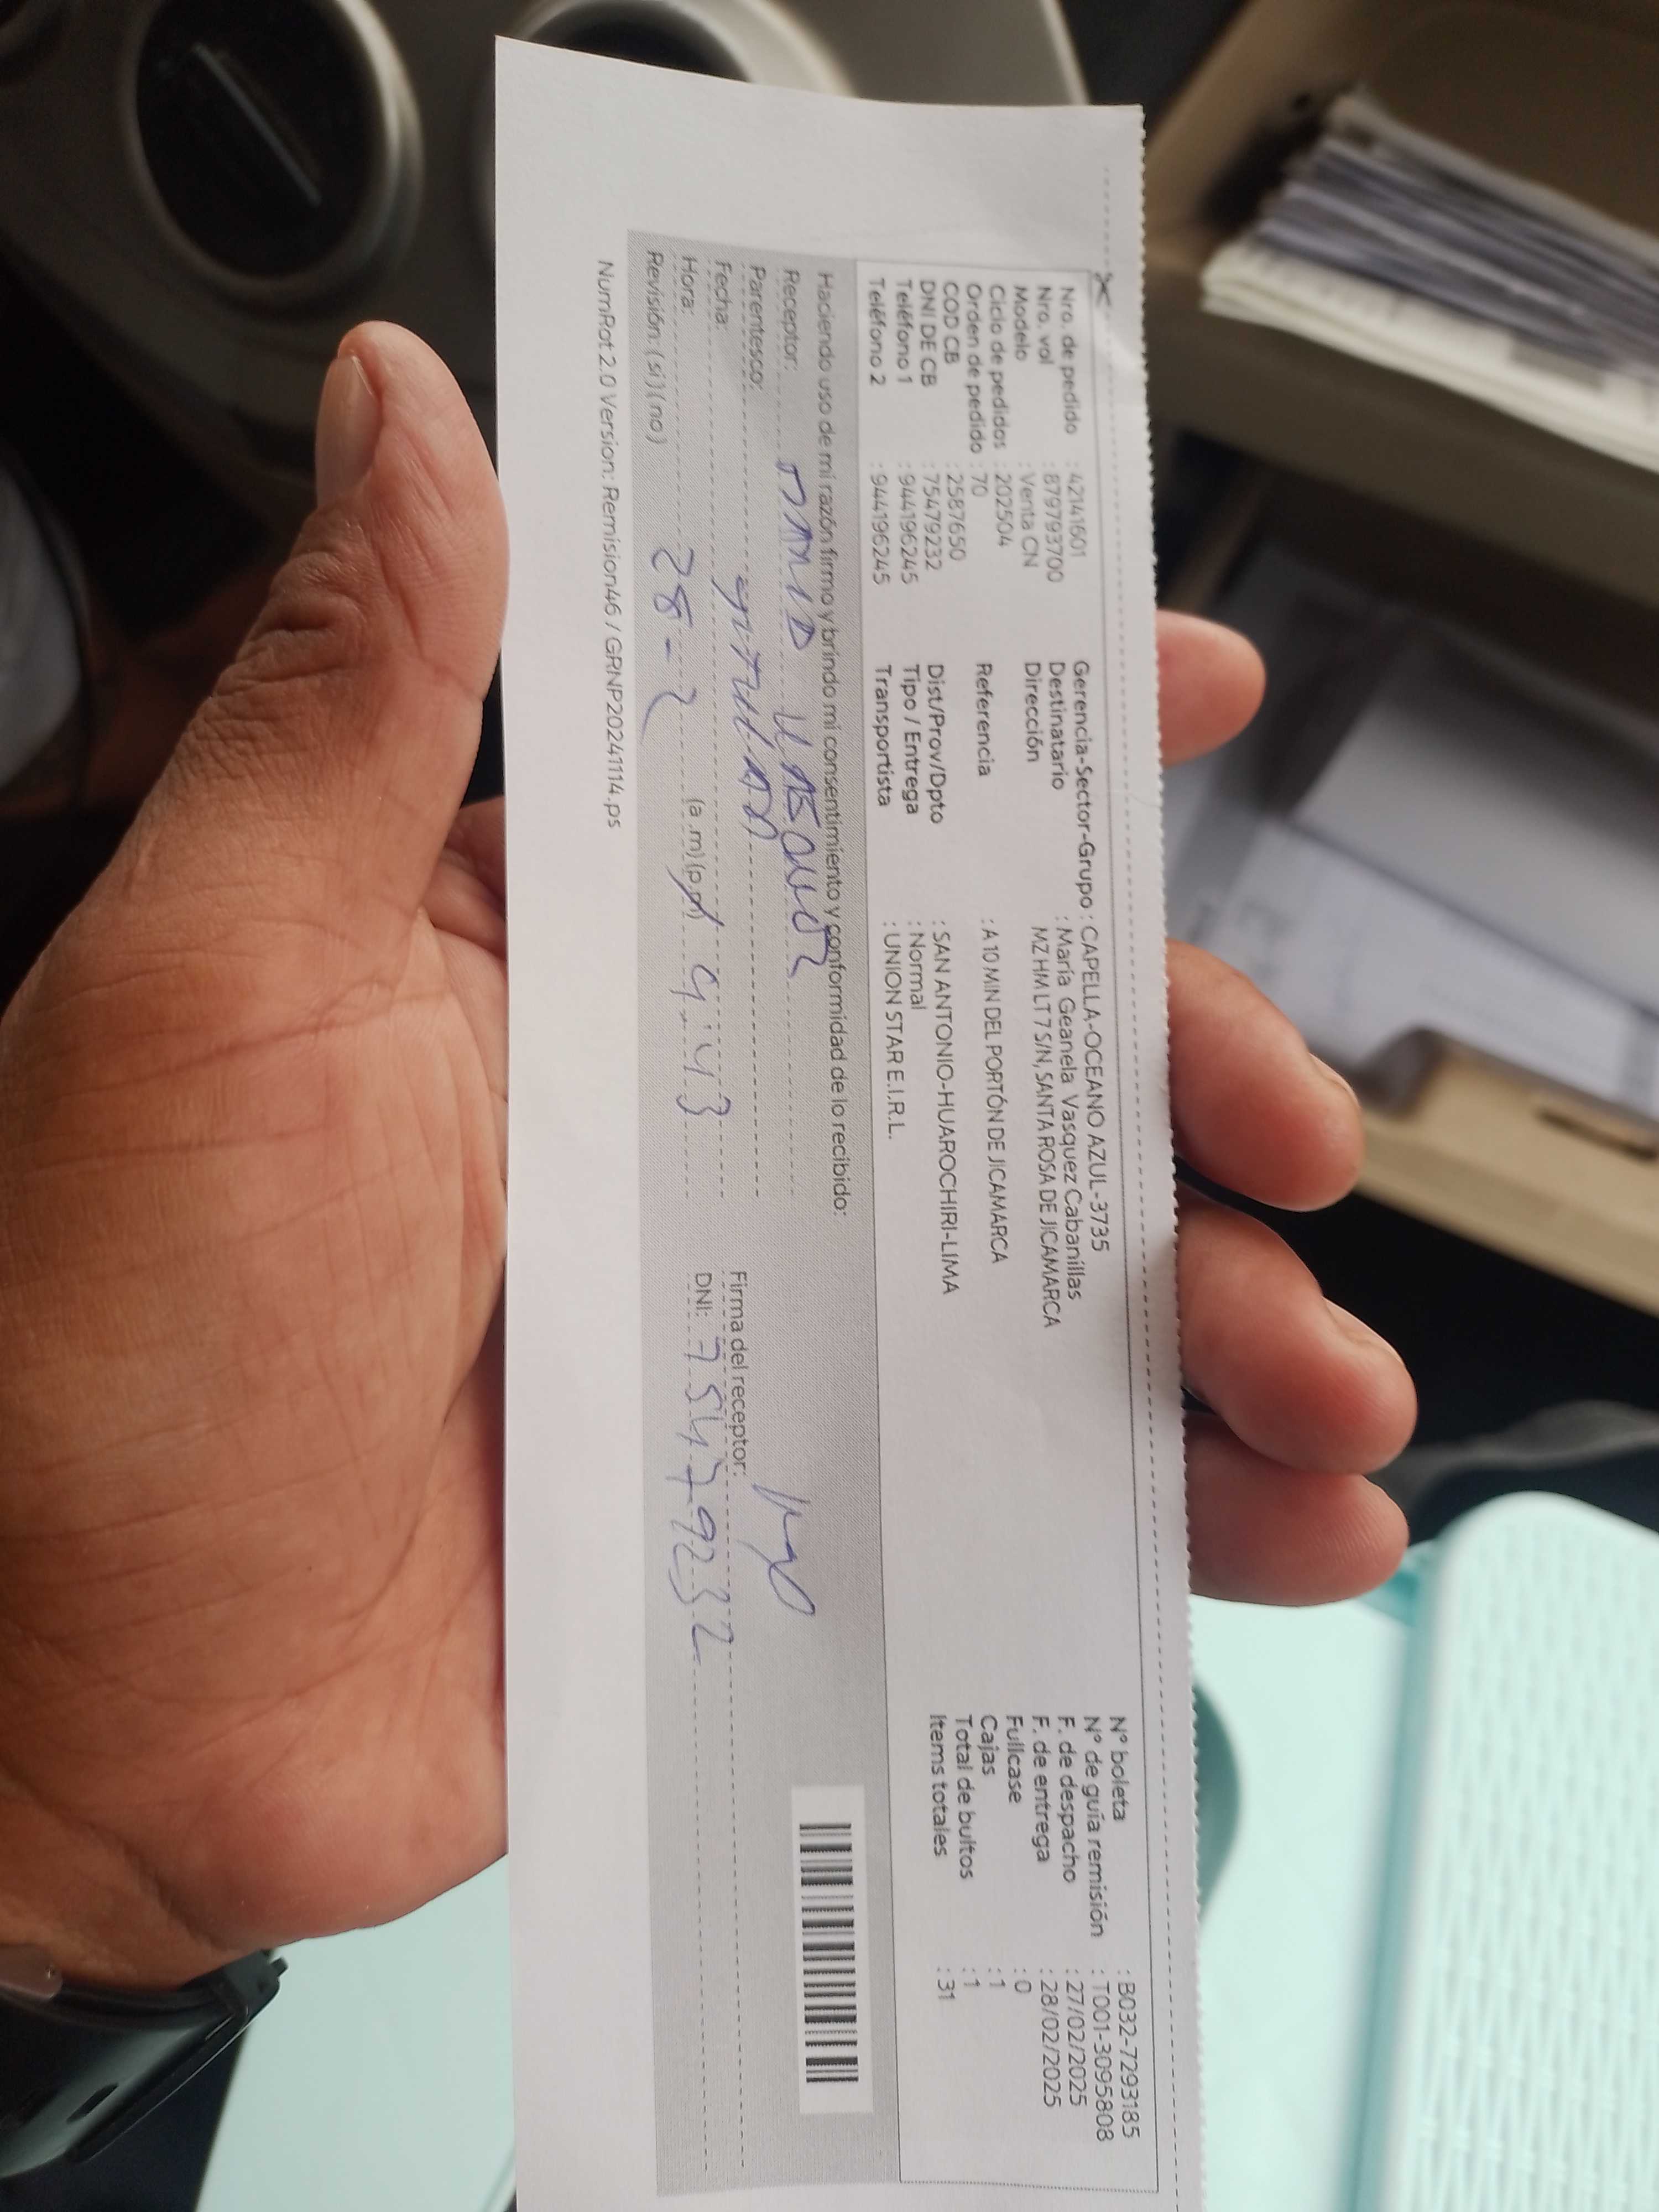 Nro. de pedido : 42141601
Nro. vol : 879793700
Modelo : Venta CN
Ciclo de pedidos : 202504
Orden de pedido : 70
COD CB : 2587650
DNI DE CB : 75479232
Teléfono 1 : 944196245
Teléfono 2 : 944196245
Gerencia-Sector-Grupo : CAPELLA-OCEANO AZUL-3735
Destinatario : María Geanela Vasquez Cabanillas
Dirección MZ HM LT 7 S/N, SANTA ROSA DE JICAMARCA
Referencia : A 10 MIN DEL PORTÓN DE JICAMARCA
Dist/Prov/Dpto : SAN ANTONIO-HUAROCHIRI-LIMA
Tipo / Entrega : Normal
Transportista : UNION STAR E.I.R.L.
N° boleta : B032-7293185
N° de guía remisión : T001-3095808
F. de despacho : 27/02/2025
F. de entrega : 28/02/2025
Fullcase : 0
Cajas : 1
Total de bultos : 1
Items totales : 31
Haciendo uso de mi razón firmo y brindo mi consentimiento y conformidad de lo recibido:
Receptor:
Parentesco:
Fecha:
Hora: 28-2 (a.m)(p.m) 4:43
Revisión: (si) (no)
Firma del receptor:
DNI: 75479232
NumRot 2.0 Version: Remision46 / GRNP20241114.ps